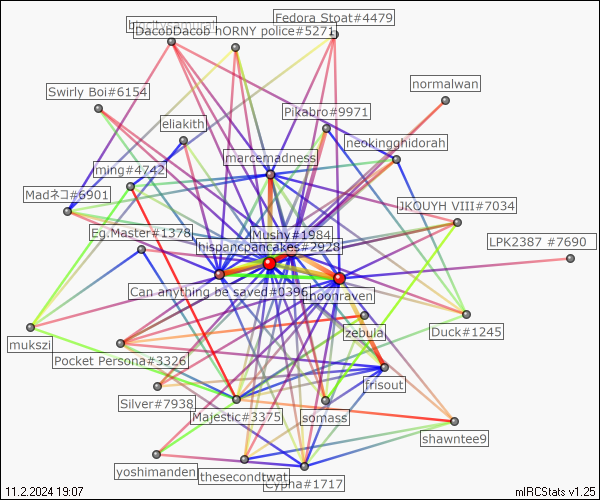 Fedora Stoat#4479
bigcitysamurai
DacobDacob hORNY police#5271
normalwan
Swirly Boi#6154
Pikabro#9971
eliakith
neokingghidorah
marcemadness
ming#4742
Madネコ#6901
JKQUYH VIII#7034
Eg.Master#1378
Mushy#1984
LPK2387 #7690
hispancpancakes#2928
Can anything be saved#0396
noonraven
zebula
Duck#1245
mukszi
Pocket Persona#3326
frisout
Silver#7938
Majestic#3375
somass
shawntee9
yoshimanden
thesecondtwat
Cypha#1717
11.2.2024 19:07
mIRCStats v1.25